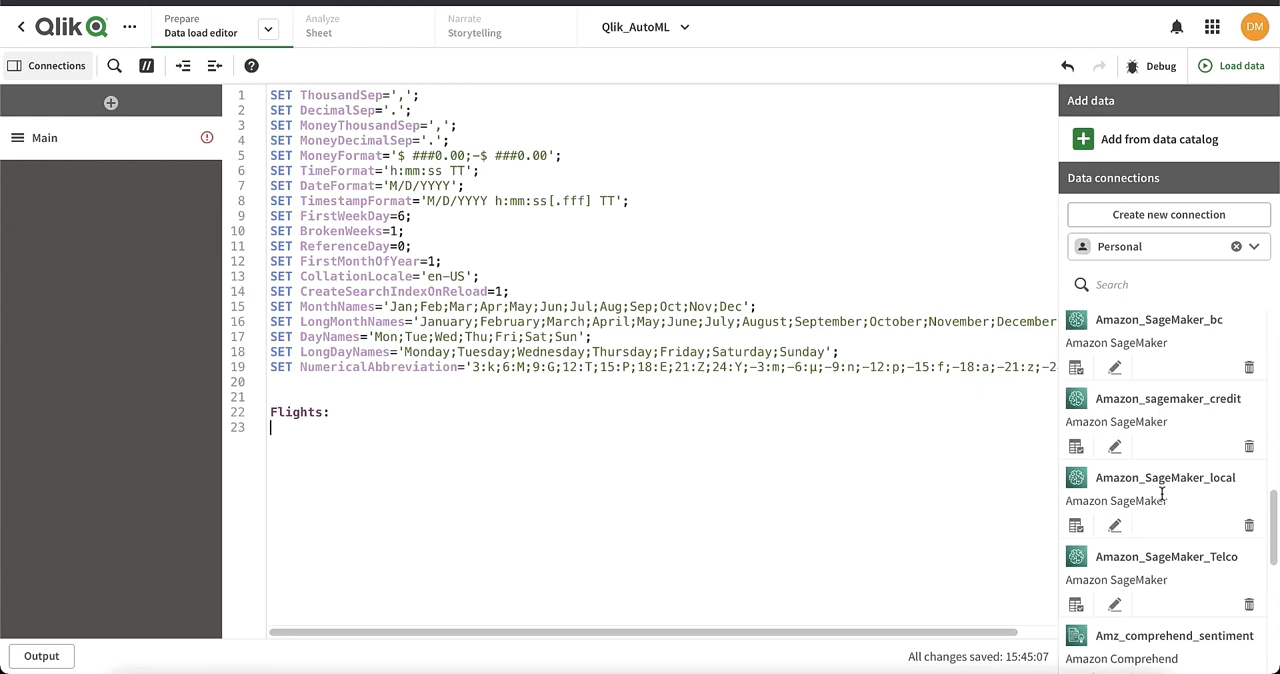 Qlik
Prepare
Data load editor
Analyze
Sheet
Narrate
Storytelling
Qlik_AutoML
DM
Connections
Debug
Load data
Main
1 SET ThousandSep=',';
2 SET DecimalSep='.';
3 SET MoneyThousandSep=',';
4 SET MoneyDecimalSep='.';
5 SET MoneyFormat='$ ###0.00;-$ ###0.00';
6 SET TimeFormat='h:mm:ss TT';
7 SET DateFormat='M/D/YYYY';
8 SET TimestampFormat='M/D/YYYY h:mm:ss[.fff] TT';
9 SET FirstWeekDay=6;
10 SET BrokenWeeks=1;
11 SET ReferenceDay=0;
12 SET FirstMonthOfYear=1;
13 SET CollationLocale='en-US';
14 SET CreateSearchIndexOnReload=1;
15 SET MonthNames='Jan;Feb;Mar;Apr;May;Jun;Jul;Aug;Sep;Oct;Nov;Dec';
16 SET LongMonthNames='January;February;March;April;May;June;July;August;September;October;November;December
17 SET DayNames='Mon;Tue;Wed;Thu;Fri;Sat;Sun';
18 SET LongDayNames='Monday;Tuesday;Wednesday;Thursday;Friday;Saturday;Sunday';
19 SET NumericalAbbreviation='3:k;6:M;9:G;12:T;15:P;18:E;21:Z;24:Y;-3:m;-6:μ;-9:n;-12:p;-15:f;-18:a;-21:z;-2
20
21
22 Flights:
23
Add data
Add from data catalog
Data connections
Create new connection
Personal
Search
Amazon_SageMaker_bc
Amazon SageMaker
Amazon_sagemaker_credit
Amazon SageMaker
Amazon_SageMaker_local
Amazon SageMaker
Amazon_SageMaker_Telco
Amazon SageMaker
Amz_comprehend_sentiment
Amazon Comprehend
Output
All changes saved: 15:45:07